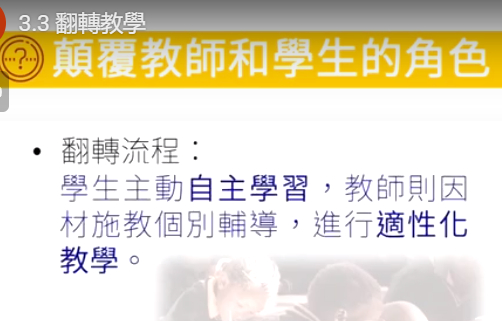 3.3 翻轉教學
顛覆教師和學生的角色
• 翻轉流程：
學生主動自主學習，教師則因
材施教個別輔導，進行適性化
教學。